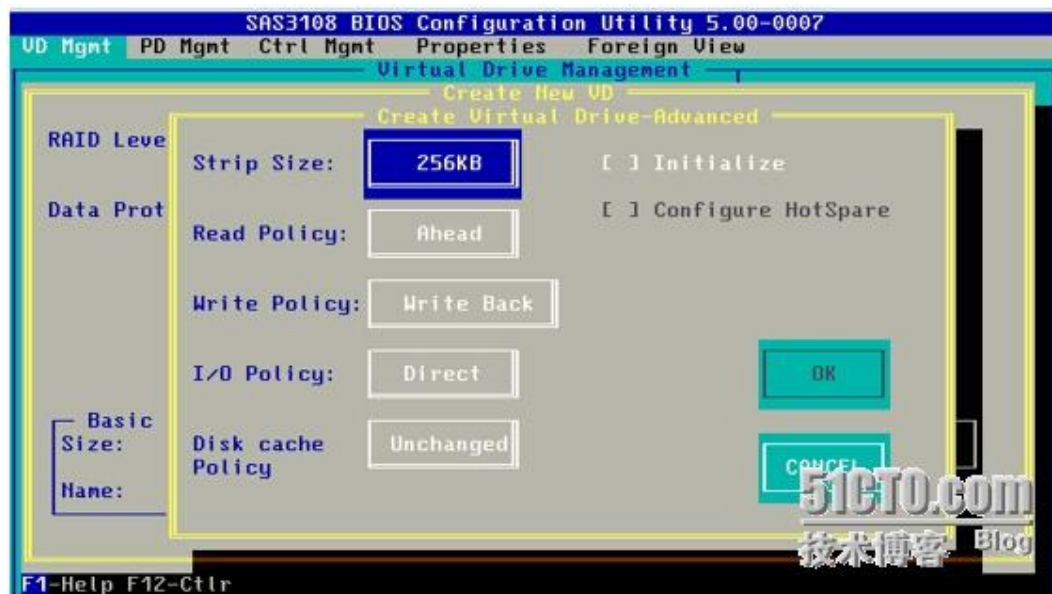 SAS3108 BIOS Configuration Utility 5.00-0007
VD Mgmt PD Mgmt Ctrl Mgmt Properties Foreign View
Virtual Drive Management
Create New VD
Create Virtual Drive-Advanced
RAID Leve
Strip Size: 256KB [ ] Initialize
Data Prot
[ ] Configure HotSpare
Read Policy: Ahead
Write Policy: Write Back
I/O Policy: Direct
OK
Basic
Size:
Disk cache
Policy
Unchanged
CANCEL
Name:
51CTO.com
技术博客 Blog
F1-Help F12-Ctlr